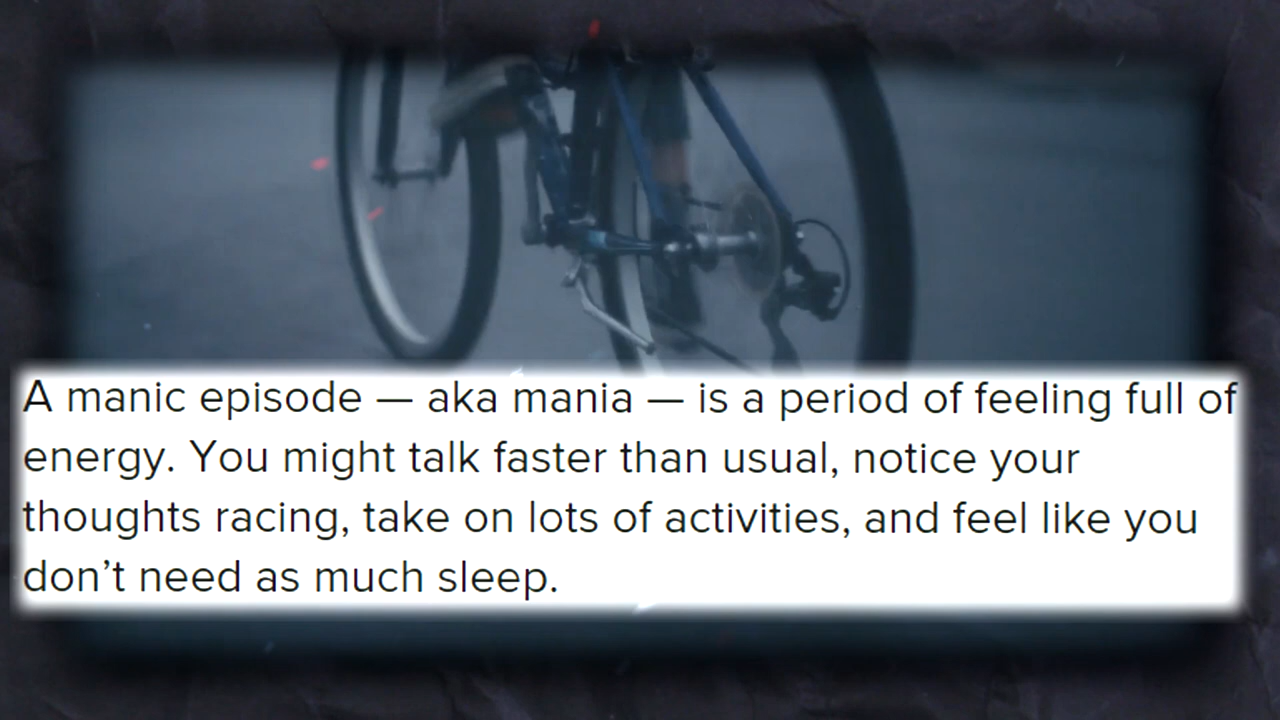 A manic episode — aka mania — is a period of feeling full of
energy. You might talk faster than usual, notice your
thoughts racing, take on lots of activities, and feel like you
don’t need as much sleep.